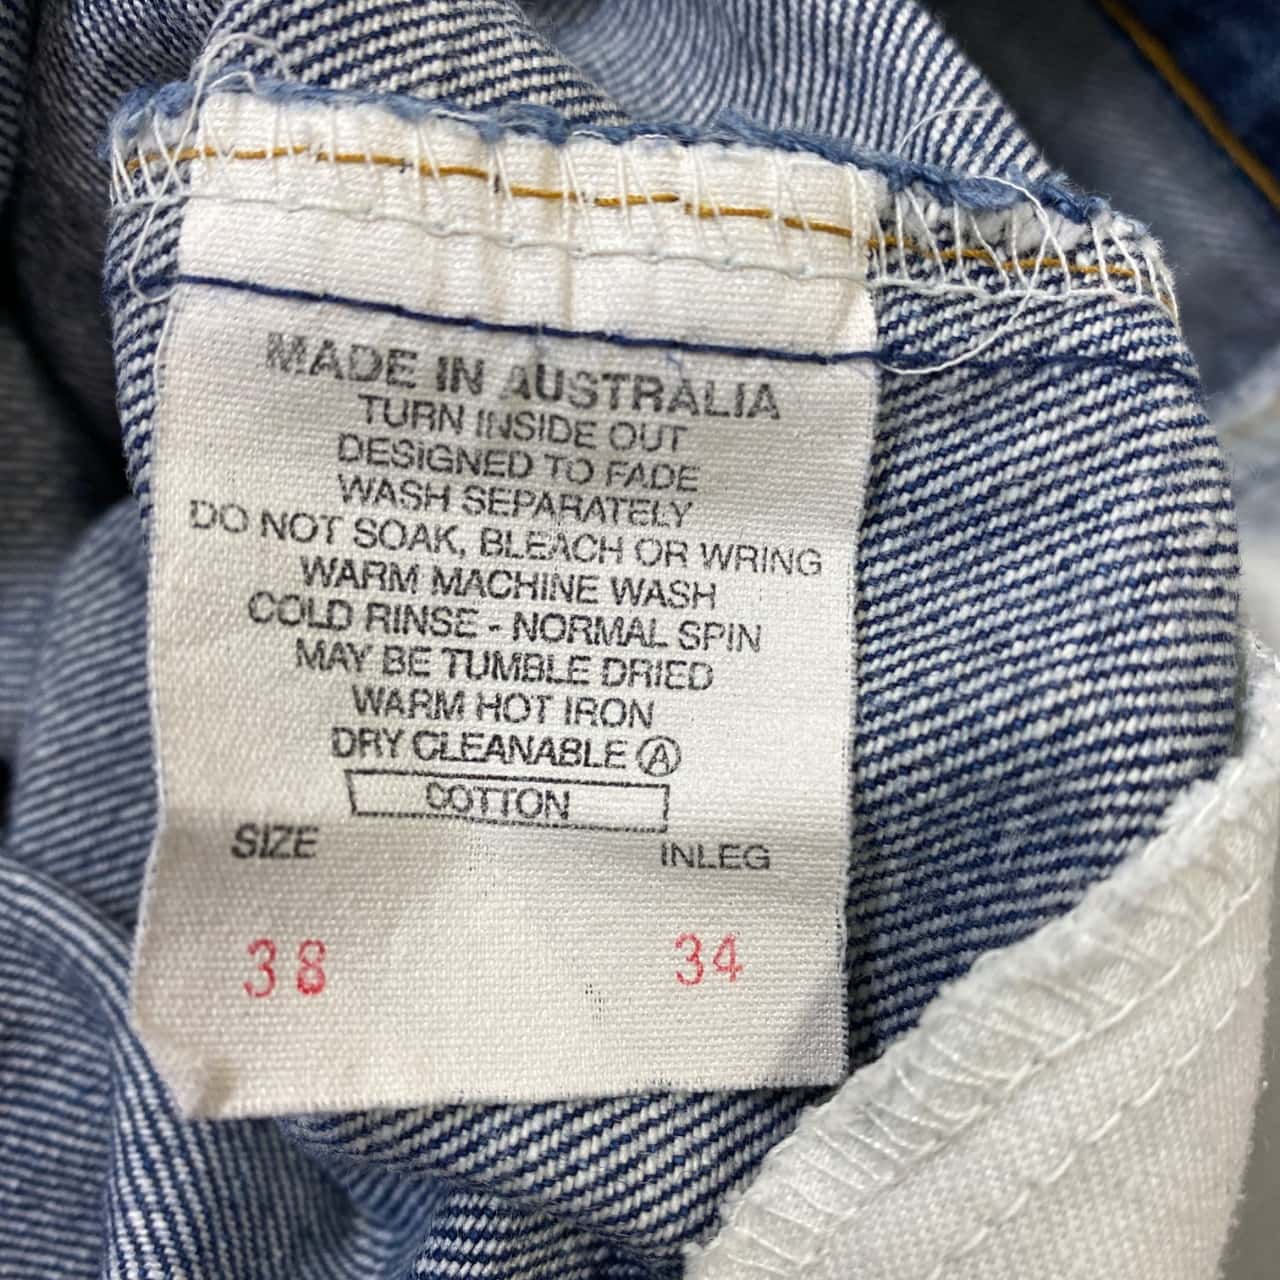 MADE IN AUSTRALIA
TURN INSIDE OUT
DESIGNED TO FADE
WASH SEPARATELY
DO NOT SOAK, BLEACH OR WRING
WARM MACHINE WASH
COLD RINSE - NORMAL SPIN
MAY BE TUMBLE DRIED
WARM HOT IRON
DRY CLEANABLE Ⓐ
COTTON
SIZE INLEG
38 34